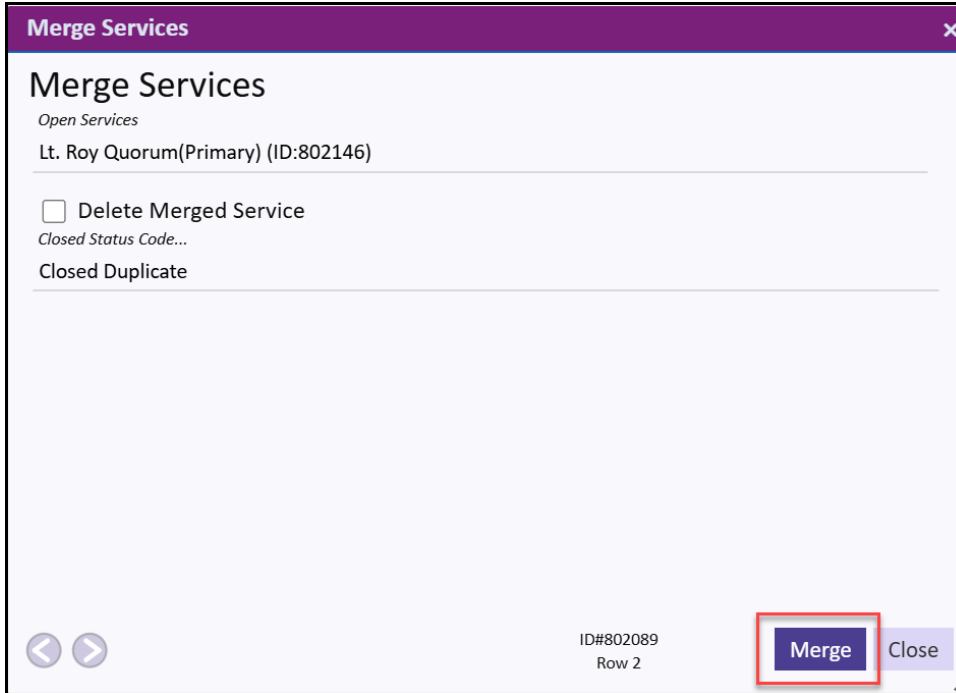 Merge Services
Merge Services
Open Services
Lt. Roy Quorum(Primary) (ID:802146)
Delete Merged Service
Closed Status Code...
Closed Duplicate
ID#802089
Row 2
Merge
Close